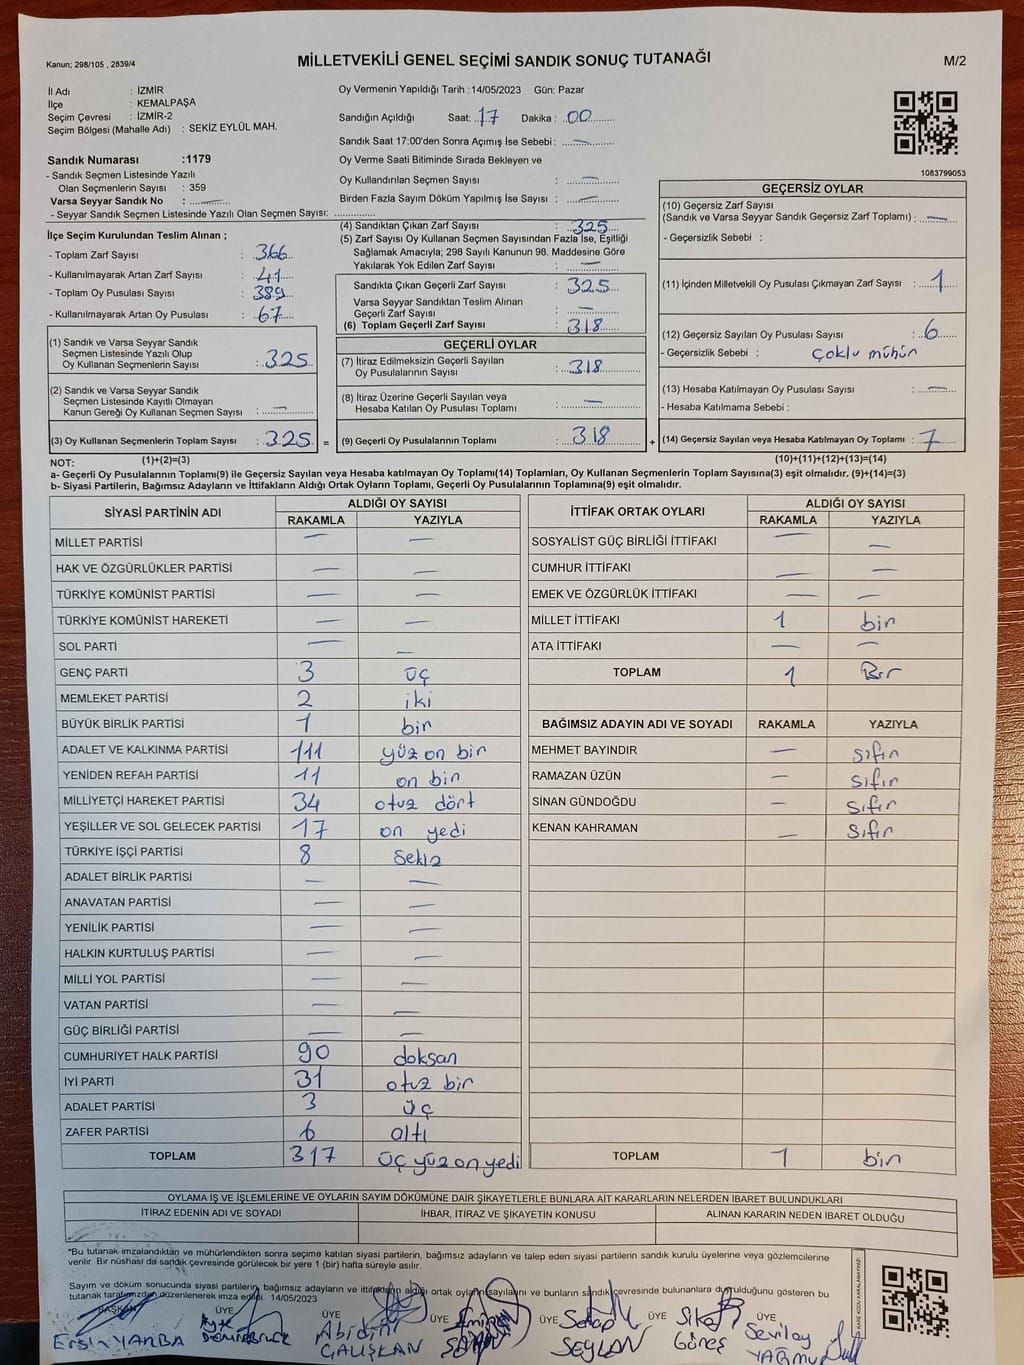 Kanun; 298/105 , 2839/4
MİLLETVEKİLİ GENEL SEÇİMİ SANDIK SONUÇ TUTANAĞI
M/2
İl Adı : İZMİR
İlçe : KEMALPAŞA
Seçim Çevresi : İZMİR-2
Seçim Bölgesi (Mahalle Adı) : SEKİZ EYLÜL MAH.
Sandık Numarası :1179
- Sandık Seçmen Listesinde Yazılı
Olan Seçmenlerin Sayısı : 359
Varsa Seyyar Sandık No : —
- Seyyar Sandık Seçmen Listesinde Yazılı Olan Seçmen Sayısı: ..............
Oy Vermenin Yapıldığı Tarih : 14/05/2023 Gün: Pazar
Sandığın Açıldığı Saat: 17 Dakika : 00
Sandık Saat 17:00'den Sonra Açımış İse Sebebi : —
Oy Verme Saati Bitiminde Sırada Bekleyen ve
Oy Kullandırılan Seçmen Sayısı : —
Birden Fazla Sayım Döküm Yapılmış İse Sayısı : —
1083799053
İlçe Seçim Kurulundan Teslim Alınan ;
- Toplam Zarf Sayısı : 366
- Kullanılmayarak Artan Zarf Sayısı : 41
- Toplam Oy Pusulası Sayısı : 389
- Kullanılmayarak Artan Oy Pusulası : 67
(1) Sandık ve Varsa Seyyar Sandık
Seçmen Listesinde Yazılı Olup
Oy Kullanan Seçmenlerin Sayısı : 325
(2) Sandık ve Varsa Seyyar Sandık
Seçmen Listesinde Kayıtlı Olmayan
Kanun Gereği Oy Kullanan Seçmen Sayısı : —
(3) Oy Kullanan Seçmenlerin Toplam Sayısı : 325 =
(4) Sandıktan Çıkan Zarf Sayısı : 325
(5) Zarf Sayısı Oy Kullanan Seçmen Sayısından Fazla İse, Eşitliği
Sağlamak Amacıyla; 298 Sayılı Kanunun 98. Maddesine Göre
Yakılarak Yok Edilen Zarf Sayısı : —
Sandıkta Çıkan Geçerli Zarf Sayısı : 325
Varsa Seyyar Sandıktan Teslim Alınan
Geçerli Zarf Sayısı : —
(6) Toplam Geçerli Zarf Sayısı : 318
GEÇERLİ OYLAR
(7) İtiraz Edilmeksizin Geçerli Sayılan
Oy Pusulalarının Sayısı : 318
(8) İtiraz Üzerine Geçerli Sayılan veya
Hesaba Katılan Oy Pusulası Toplamı : —
(9) Geçerli Oy Pusulalarının Toplamı : 318 +
GEÇERSİZ OYLAR
(10) Geçersiz Zarf Sayısı
(Sandık ve Varsa Seyyar Sandık Geçersiz Zarf Toplamı) : —
- Geçersizlik Sebebi :
(11) İçinden Milletvekili Oy Pusulası Çıkmayan Zarf Sayısı : 1
(12) Geçersiz Sayılan Oy Pusulası Sayısı : 6
- Geçersizlik Sebebi : çoklu mühür
(13) Hesaba Katılmayan Oy Pusulası Sayısı : —
- Hesaba Katılmama Sebebi :
(14) Geçersiz Sayılan veya Hesaba Katılmayan Oy Toplamı : 7
NOT: (1)+(2)=(3) (10)+(11)+(12)+(13)=(14)
a- Geçerli Oy Pusulalarının Toplamı(9) ile Geçersiz Sayılan veya Hesaba katılmayan Oy Toplamı(14) Toplamları, Oy Kullanan Seçmenlerin Toplam Sayısına(3) eşit olmalıdır. (9)+(14)=(3)
b- Siyasi Partilerin, Bağımsız Adayların ve İttifakların Aldığı Ortak Oyların Toplamı, Geçerli Oy Pusulalarının Toplamına(9) eşit olmalıdır.
SİYASİ PARTİNİN ADI ALDIĞI OY SAYISI
RAKAMLA YAZIYLA
MİLLET PARTİSİ — —
HAK VE ÖZGÜRLÜKLER PARTİSİ — —
TÜRKİYE KOMÜNİST PARTİSİ — —
TÜRKİYE KOMÜNİST HAREKETİ — —
SOL PARTİ — —
GENÇ PARTİ 3 üç
MEMLEKET PARTİSİ 2 iki
BÜYÜK BİRLİK PARTİSİ 1 bir
ADALET VE KALKINMA PARTİSİ 111 yüz on bir
YENİDEN REFAH PARTİSİ 11 on bir
MİLLİYETÇİ HAREKET PARTİSİ 34 otuz dört
YEŞİLLER VE SOL GELECEK PARTİSİ 17 on yedi
TÜRKİYE İŞÇİ PARTİSİ 8 sekiz
ADALET BİRLİK PARTİSİ — —
ANAVATAN PARTİSİ — —
YENİLİK PARTİSİ — —
HALKIN KURTULUŞ PARTİSİ — —
MİLLİ YOL PARTİSİ — —
VATAN PARTİSİ — —
GÜÇ BİRLİĞİ PARTİSİ — —
CUMHURİYET HALK PARTİSİ 90 doksan
İYİ PARTİ 31 otuz bir
ADALET PARTİSİ 3 üç
ZAFER PARTİSİ 6 altı
TOPLAM 317 üç yüz on yedi
İTTİFAK ORTAK OYLARI ALDIĞI OY SAYISI
RAKAMLA YAZIYLA
SOSYALİST GÜÇ BİRLİĞİ İTTİFAKI — —
CUMHUR İTTİFAKI — —
EMEK VE ÖZGÜRLÜK İTTİFAKI — —
MİLLET İTTİFAKI 1 bir
ATA İTTİFAKI — —
TOPLAM 1 Bir
BAĞIMSIZ ADAYIN ADI VE SOYADI RAKAMLA YAZIYLA
MEHMET BAYINDIR — sıfır
RAMAZAN ÜZÜN — sıfır
SİNAN GÜNDOĞDU — sıfır
KENAN KAHRAMAN — sıfır
TOPLAM 1 bir
OYLAMA İŞ VE İŞLEMLERİNE VE OYLARIN SAYIM DÖKÜMÜNE DAİR ŞİKAYETLERLE BUNLARA AİT KARARLARIN NELERDEN İBARET BULUNDUKLARI
İTİRAZ EDENİN ADI VE SOYADI İHBAR, İTİRAZ VE ŞİKAYETİN KONUSU ALINAN KARARIN NEDEN İBARET OLDUĞU
*Bu tutanak imzalandıktan ve mühürlendikten sonra seçime katılan siyasi partilerin, bağımsız adayların ve talep eden siyasi partilerin sandık kurulu üyelerine veya gözlemcilerine
verilir. Bir nüshası da sandık çevresinde görülecek bir yere 1 (bir) hafta süreyle asılır.
Sayım ve döküm sonucunda siyasi partilerin, bağımsız adayların ve ittifakların aldığı ortak oyların sayılarını ve bunların sandık çevresinde bulunanlara duyurulduğunu gösteren bu
tutanak tarafımızdan düzenlenerek imza edildi. 14/05/2023
BAŞKAN ÜYE ÜYE ÜYE ÜYE ÜYE ÜYE
Abidin Sevilay
ÇALIŞKAN SEYLAN Güneş
KARE KODU KARALAMAYINIZ!